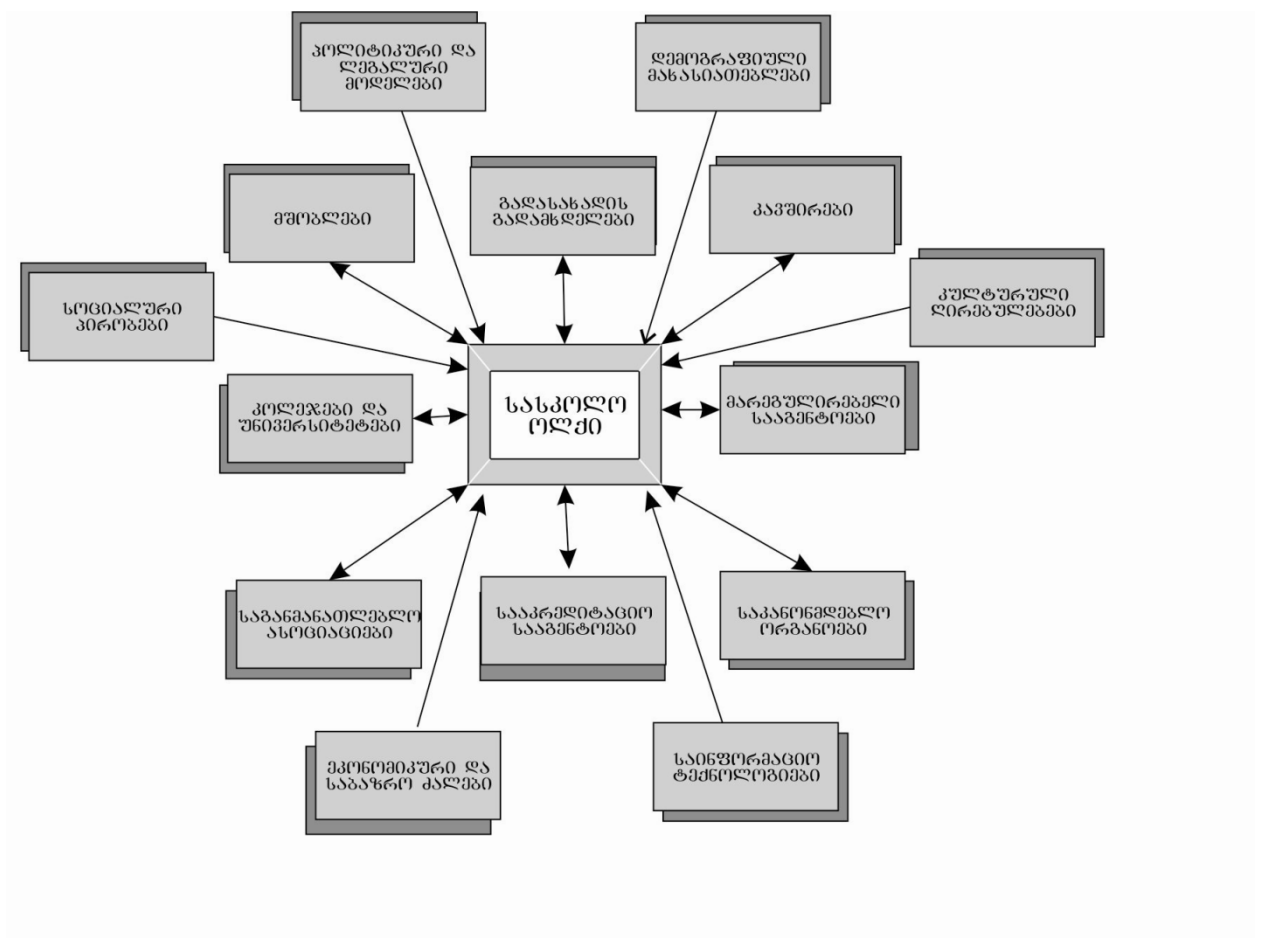 პოლიტიკური და
ლეგალური
მოდელები
დემოგრაფიული
მახასიათებლები
მშობლები
გადასახადის
გადამხდელები
კავშირები
სოციალური
პირობები
კულტურული
ღირებულებები
კოლეჯები და
უნივერსიტეტები
სასკოლო
ოლქი
მარეგულირებელი
სააგენტოები
საგანმანათლებლო
ასოციაციები
სააკრედიტაციო
სააგენტოები
საკანონმდებლო
ორგანოები
ეკონომიკური და
საბაზრო ძალები
საინფორმაციო
ტექნოლოგიები